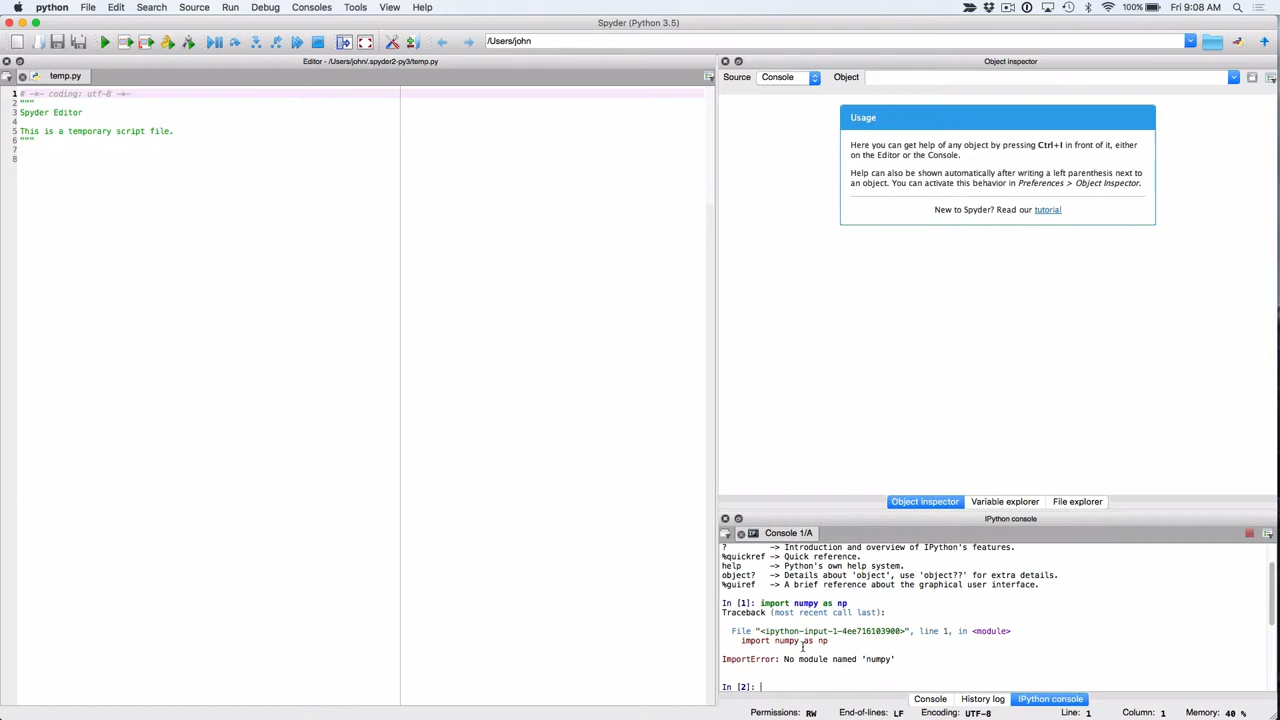 python File Edit Search Source Run Debug Consoles Tools View Help 100% Fri 9:08 AM
Spyder (Python 3.5)
/Users/john
Editor - /Users/john/.spyder2-py3/temp.py
Object inspector
temp.py
Source Console Object
1 # -*- coding: utf-8 -*-
2 """
3 Spyder Editor
4
5 This is a temporary script file.
6 """
7
8
Usage
Here you can get help of any object by pressing Ctrl+I in front of it, either
on the Editor or the Console.
Help can also be shown automatically after writing a left parenthesis next to
an object. You can activate this behavior in Preferences > Object Inspector.
New to Spyder? Read our tutorial
Object inspector Variable explorer File explorer
IPython console
Console 1/A
? -> Introduction and overview of IPython's features.
%quickref -> Quick reference.
help -> Python's own help system.
object? -> Details about 'object', use 'object??' for extra details.
%guiref -> A brief reference about the graphical user interface.
In [1]: import numpy as np
Traceback (most recent call last):
File "<ipython-input-1-4ee716103900>", line 1, in <module>
import numpy as np
ImportError: No module named 'numpy'
In [2]:
Console History log IPython console
Permissions: RW End-of-lines: LF Encoding: UTF-8 Line: 1 Column: 1 Memory: 40 %